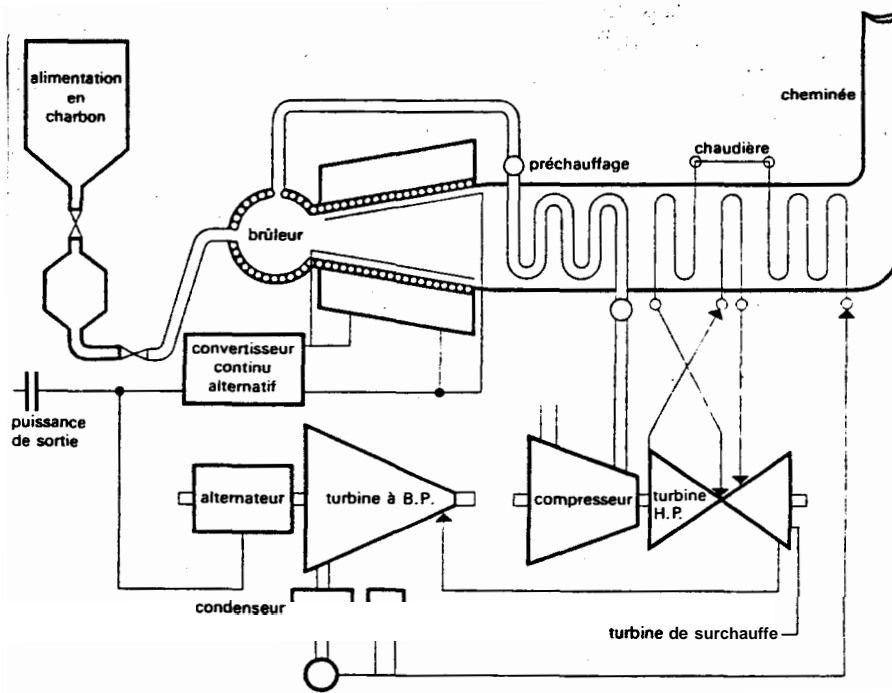 alimentation
en
charbon
cheminée
chaudière
préchauffage
brûleur
convertisseur
continu
alternatif
puissance
de sortie
alternateur
turbine à B.P.
compresseur
turbine
H.P.
condenseur
turbine de surchauffe